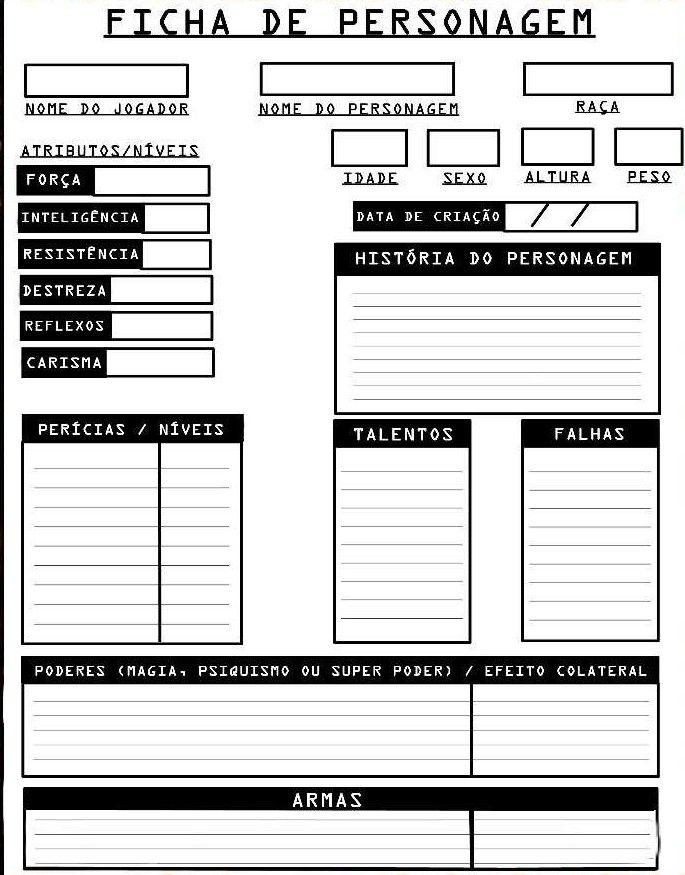 FICHA DE PERSONAGEM
NOME DO JOGADOR
NOME DO PERSONAGEM
RAÇA
IDADE
SEXO
ALTURA
PESO
ATRIBUTOS/NÍVEIS
FORÇA
INTELIGÊNCIA
RESISTÊNCIA
DESTREZA
REFLEXOS
CARISMA
DATA DE CRIAÇÃO / /
HISTÓRIA DO PERSONAGEM
PERÍCIAS / NÍVEIS
TALENTOS
FALHAS
PODERES (MAGIA, PSIQUISMO OU SUPER PODER) / EFEITO COLATERAL
ARMAS